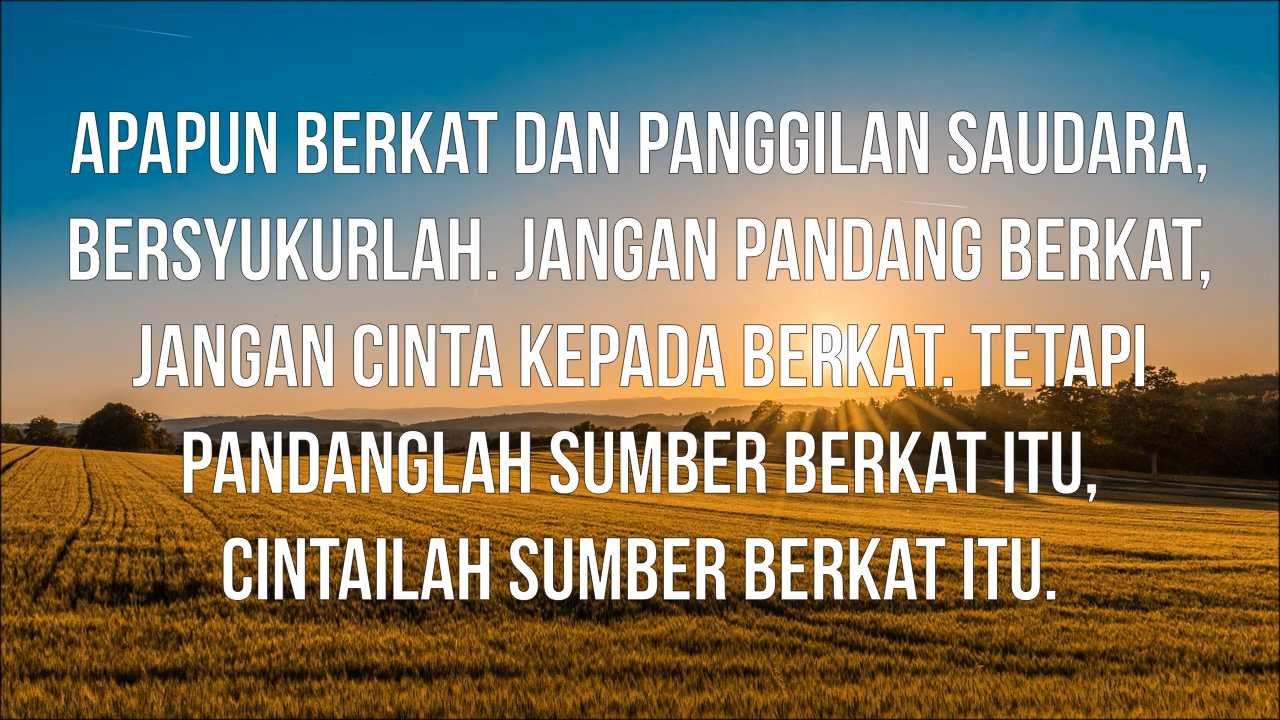 APAPUN BERKAT DAN PANGGILAN SAUDARA,
BERSYUKURLAH. JANGAN PANDANG BERKAT,
JANGAN CINTA KEPADA BERKAT. TETAPI
PANDANGLAH SUMBER BERKAT ITU,
CINTAILAH SUMBER BERKAT ITU.